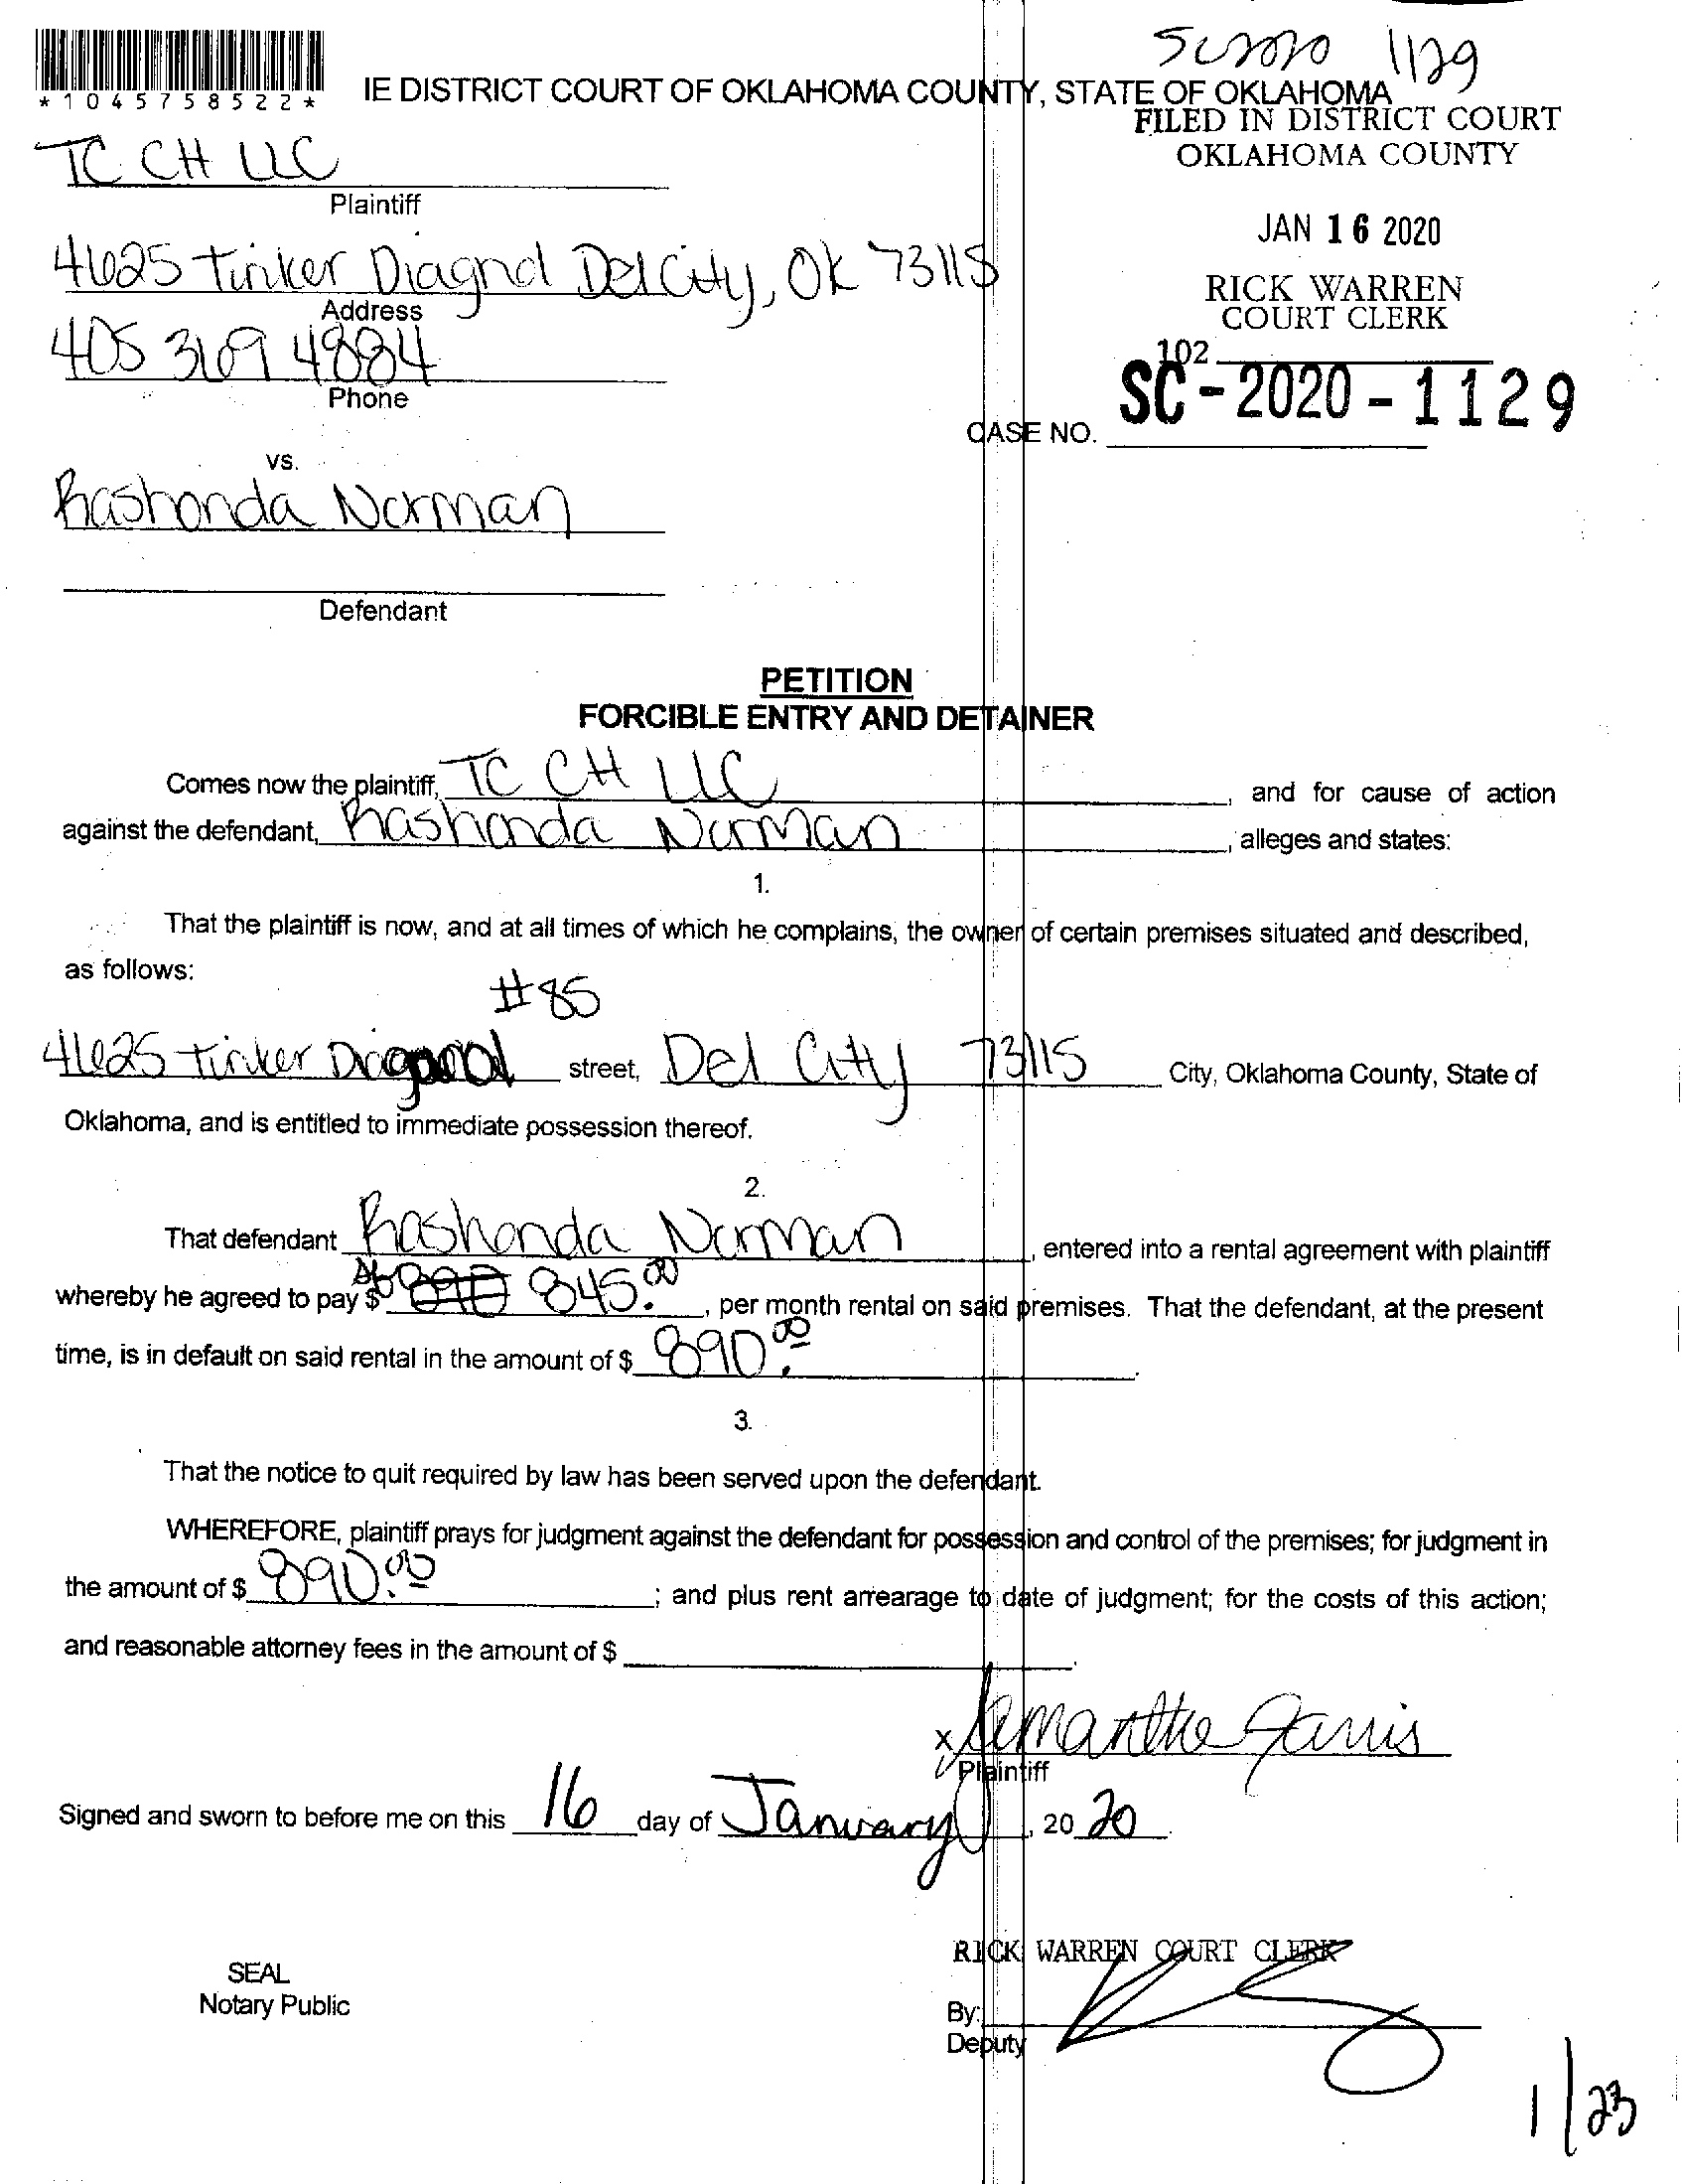 SC2020 1129
*1045758522*
IE DISTRICT COURT OF OKLAHOMA COUNTY, STATE OF OKLAHOMA
FILED IN DISTRICT COURT
OKLAHOMA COUNTY
TC CH LLC
Plaintiff
JAN 16 2020
4625 Tinker Diagnol Del City, OK 73115
Address
RICK WARREN
COURT CLERK
405 369 4884
Phone
102
SC-2020-1129
CASE NO.
vs.
Rashonda Norman
Defendant
PETITION
FORCIBLE ENTRY AND DETAINER
Comes now the plaintiff, TC CH LLC, and for cause of action
against the defendant, Rashonda Norman, alleges and states:
1.
That the plaintiff is now, and at all times of which he complains, the owner of certain premises situated and described,
as follows:
#85
4625 Tinker Diagonal street, Del City 73115 City, Oklahoma County, State of
Oklahoma, and is entitled to immediate possession thereof.
2.
That defendant Rashonda Norman, entered into a rental agreement with plaintiff
whereby he agreed to pay $ 890 845.00, per month rental on said premises. That the defendant, at the present
time, is in default on said rental in the amount of $ 890.00.
3.
That the notice to quit required by law has been served upon the defendant.
WHEREFORE, plaintiff prays for judgment against the defendant for possession and control of the premises; for judgment in
the amount of $ 890.00; and plus rent arrearage to date of judgment; for the costs of this action;
and reasonable attorney fees in the amount of $
x Samantha
Plaintiff
Signed and sworn to before me on this 16 day of January, 2020.
RICK WARREN COURT CLERK
SEAL
Notary Public
By:
Deputy
1/23